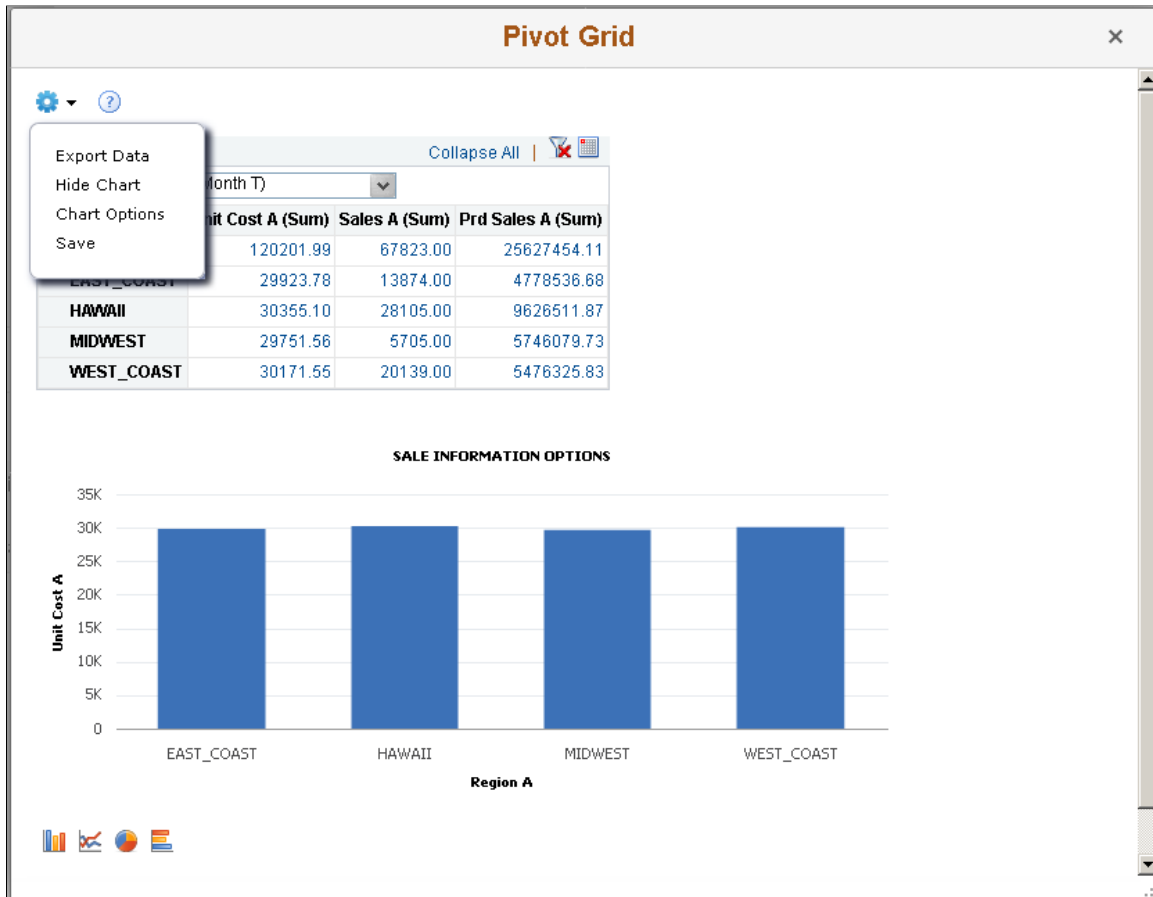 Pivot Grid
Export Data
Hide Chart
Chart Options
Save
Collapse All |
Month T)
Unit Cost A (Sum) Sales A (Sum) Prd Sales A (Sum)
120201.99 67823.00 25627454.11
EAST_COAST 29923.78 13874.00 4778536.68
HAWAII 30355.10 28105.00 9626511.87
MIDWEST 29751.56 5705.00 5746079.73
WEST_COAST 30171.55 20139.00 5476325.83
SALE INFORMATION OPTIONS
35K
30K
25K
20K
15K
10K
5K
0
Unit Cost A
EAST_COAST HAWAII MIDWEST WEST_COAST
Region A